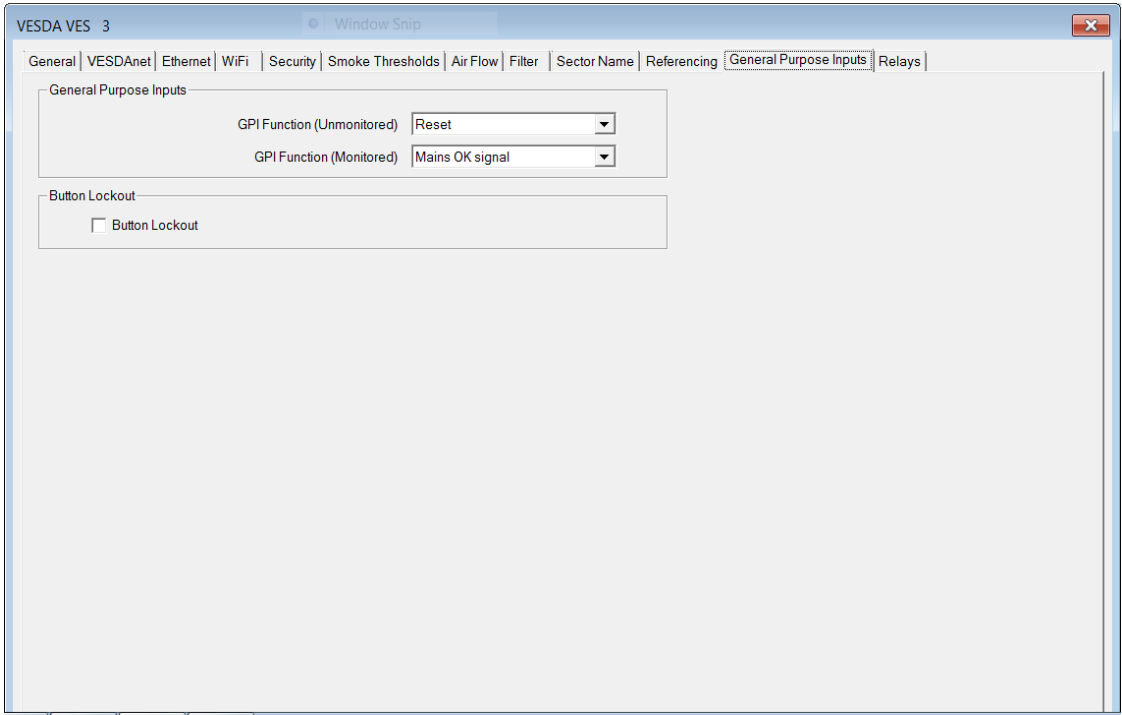 VESDA VES 3
Window Snip
General VESDAnet Ethernet WiFi Security Smoke Thresholds Air Flow Filter Sector Name Referencing General Purpose Inputs Relays
General Purpose Inputs
GPI Function (Unmonitored) Reset
GPI Function (Monitored) Mains OK signal
Button Lockout
Button Lockout